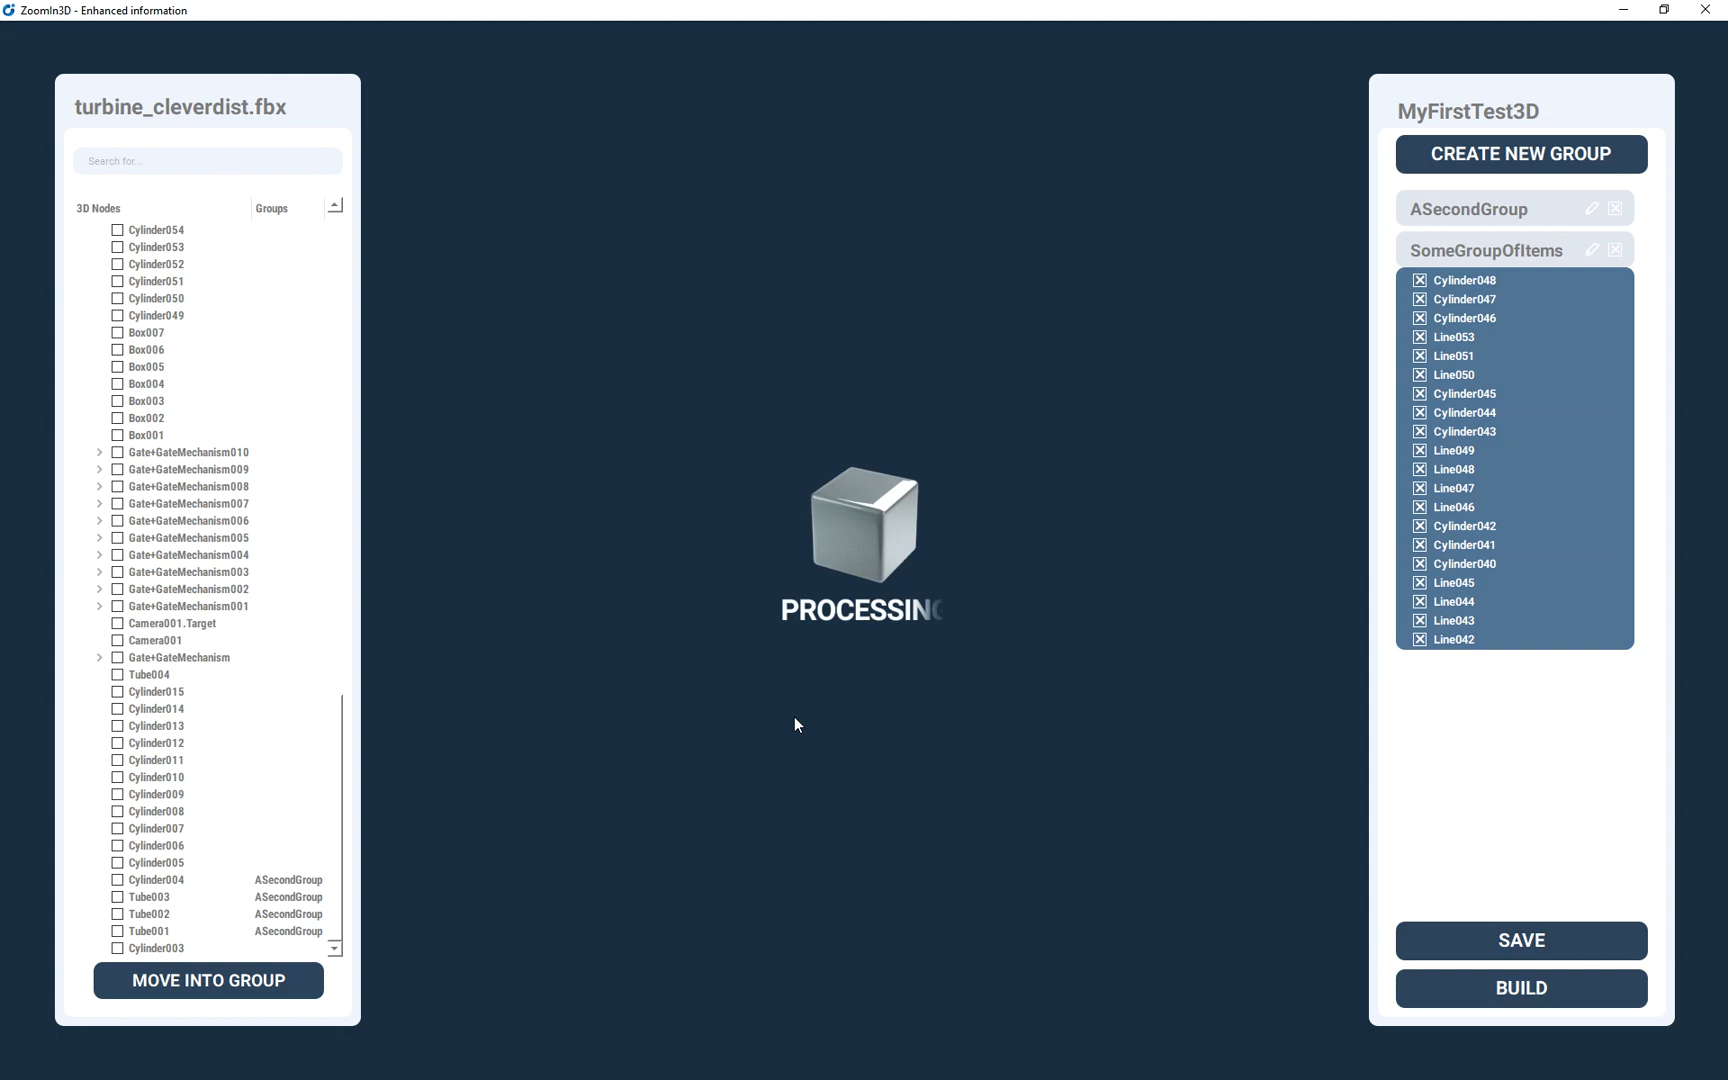 ZoomIn3D - Enhanced information
turbine_cleverdist.fbx
Search for...
3D Nodes Groups
Cylinder054
Cylinder053
Cylinder052
Cylinder051
Cylinder050
Cylinder049
Box007
Box006
Box005
Box004
Box003
Box002
Box001
Gate+GateMechanism010
Gate+GateMechanism009
Gate+GateMechanism008
Gate+GateMechanism007
Gate+GateMechanism006
Gate+GateMechanism005
Gate+GateMechanism004
Gate+GateMechanism003
Gate+GateMechanism002
Gate+GateMechanism001
Camera001.Target
Camera001
Gate+GateMechanism
Tube004
Cylinder015
Cylinder014
Cylinder013
Cylinder012
Cylinder011
Cylinder010
Cylinder009
Cylinder008
Cylinder007
Cylinder006
Cylinder005
Cylinder004 ASecondGroup
Tube003 ASecondGroup
Tube002 ASecondGroup
Tube001 ASecondGroup
Cylinder003
MOVE INTO GROUP
PROCESSING
MyFirstTest3D
CREATE NEW GROUP
ASecondGroup
SomeGroupOfItems
Cylinder048
Cylinder047
Cylinder046
Line053
Line051
Line050
Cylinder045
Cylinder044
Cylinder043
Line049
Line048
Line047
Line046
Cylinder042
Cylinder041
Cylinder040
Line045
Line044
Line043
Line042
SAVE
BUILD